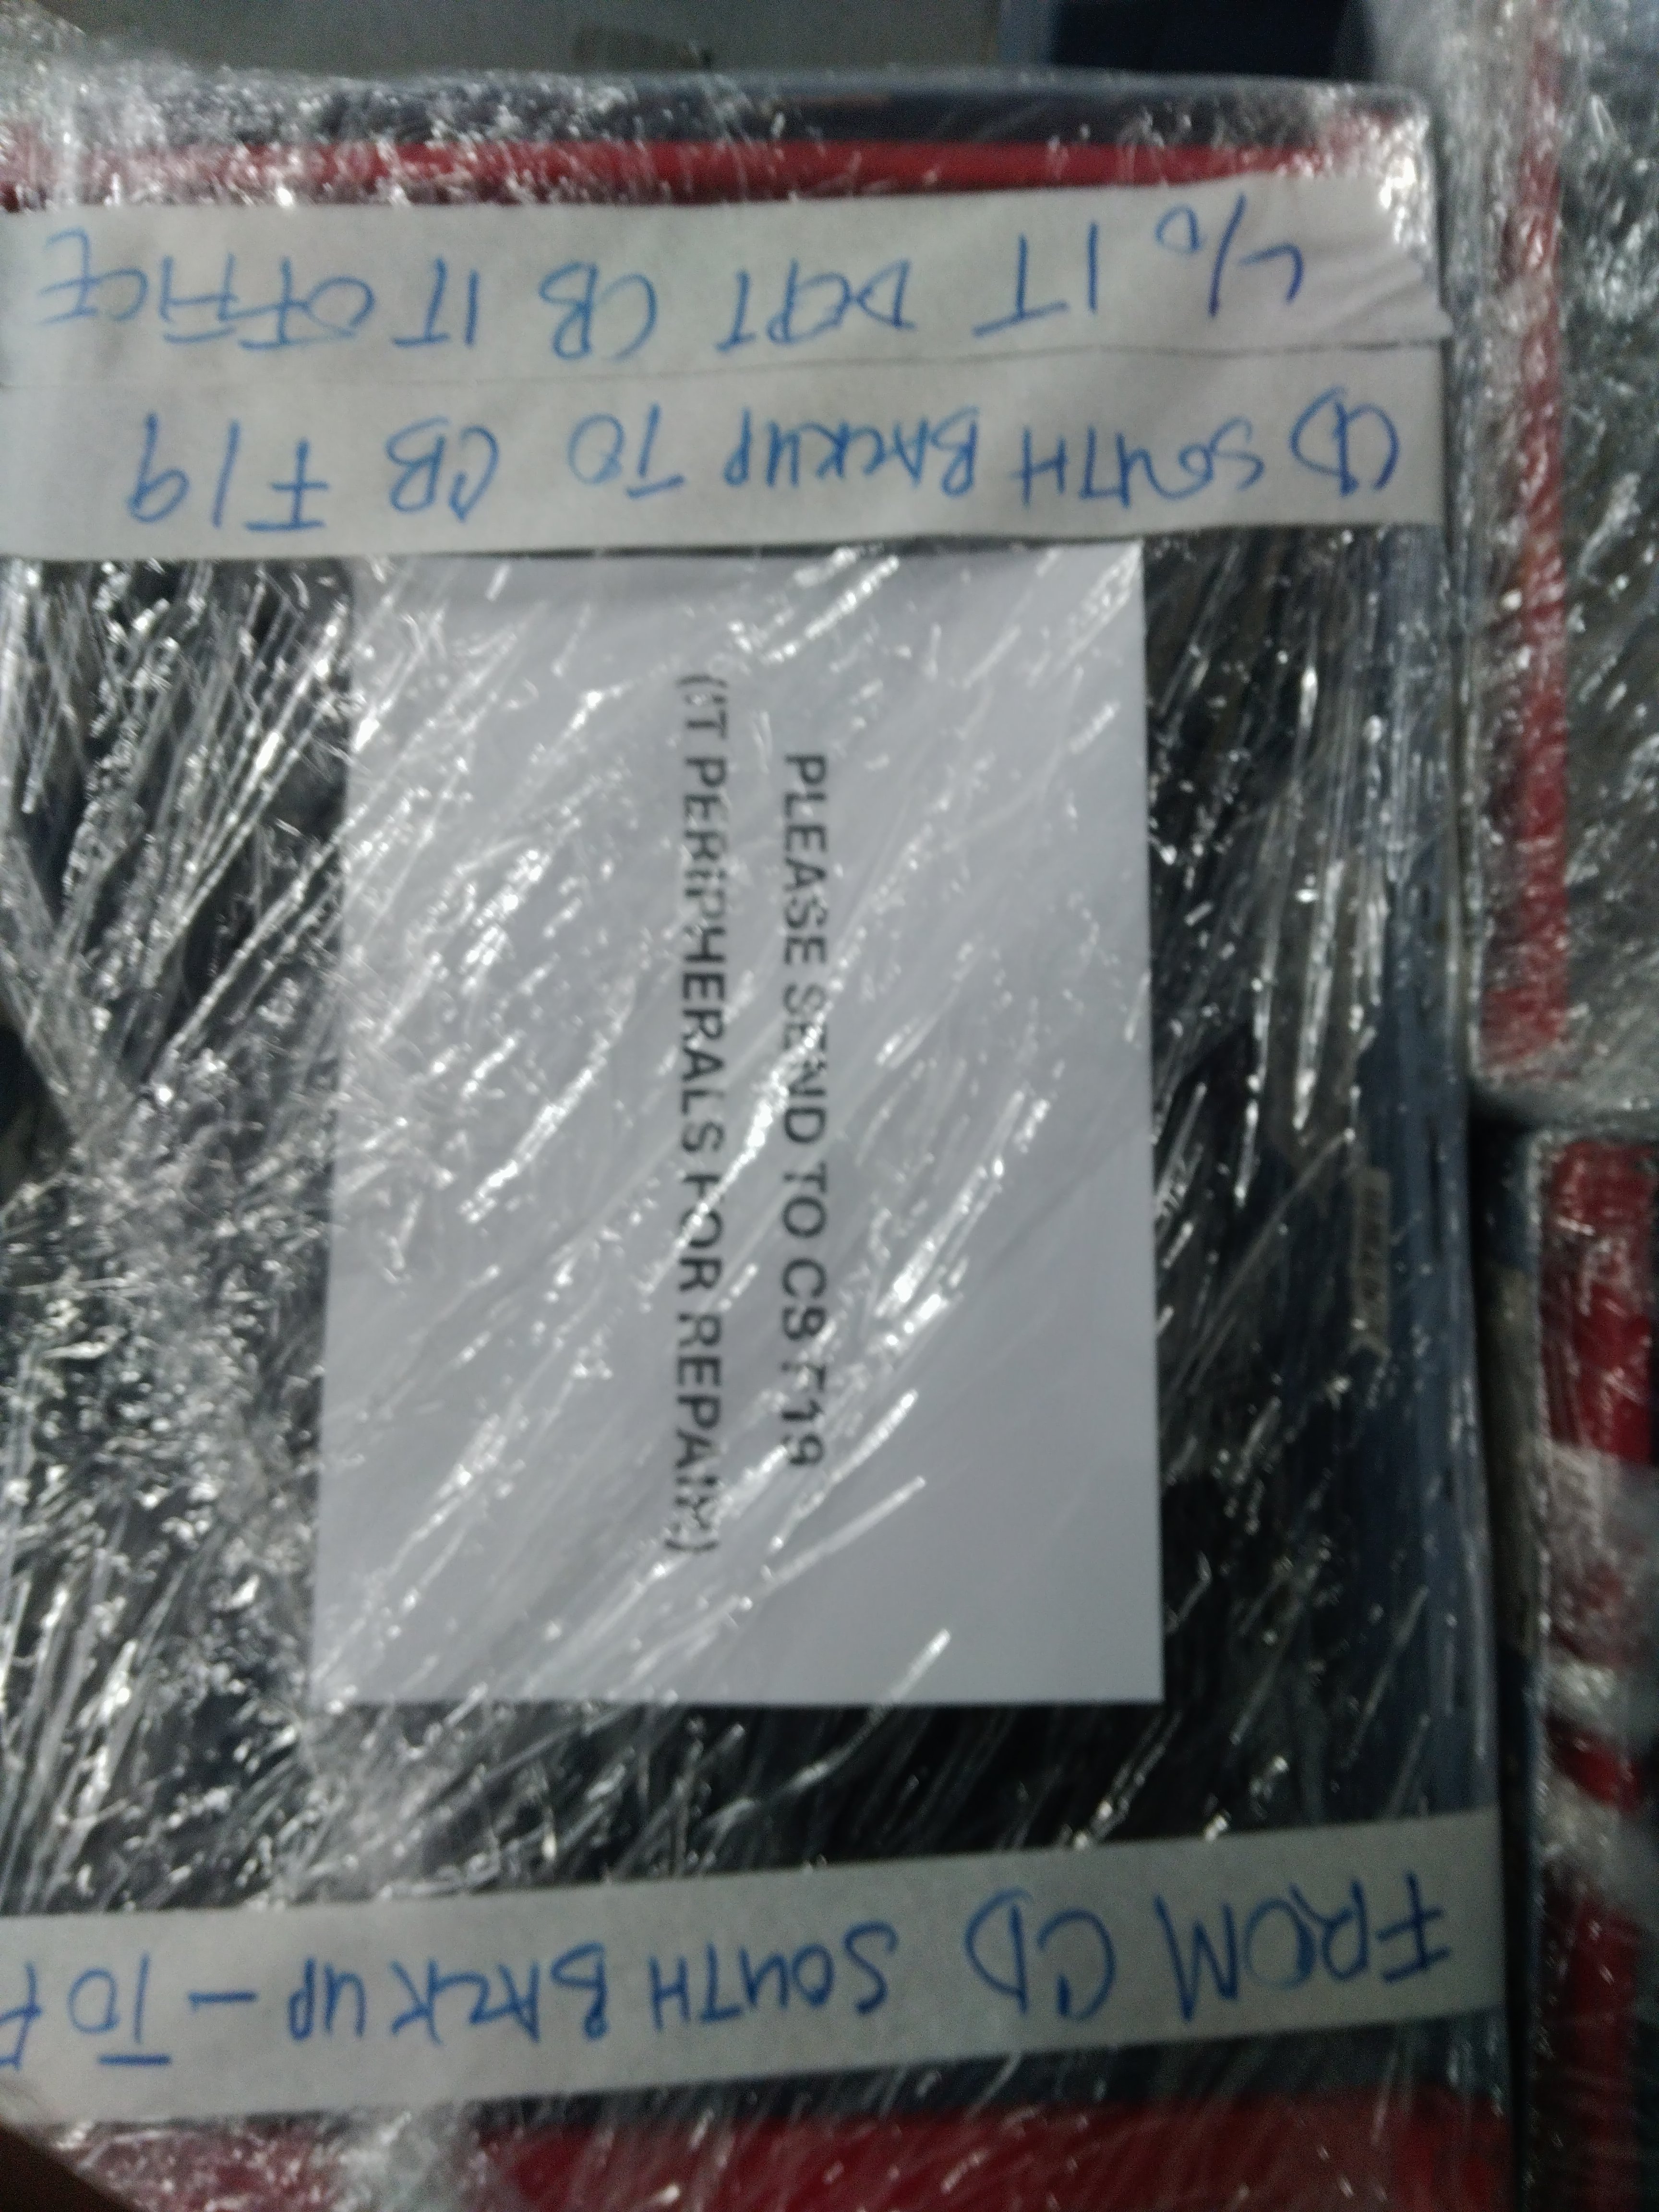 FROM CD SOUTH BACKUP - TO
PLEASE SEND TO CB F19
(IT PERIPHERALS FOR REPAIR)
CD SOUTH BACKUP TO CB F19
C/O IT DEPT CB IT OFFICE